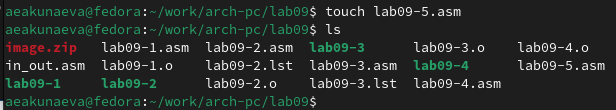 aeakunaeva@fedora:~/work/arch-pc/lab09$ touch lab09-5.asm
aeakunaeva@fedora:~/work/arch-pc/lab09$ ls
image.zip lab09-1.asm lab09-2.asm lab09-3 lab09-3.o lab09-4.o
in_out.asm lab09-1.o lab09-2.lst lab09-3.asm lab09-4 lab09-5.asm
lab09-1 lab09-2 lab09-2.o lab09-3.lst lab09-4.asm
aeakunaeva@fedora:~/work/arch-pc/lab09$